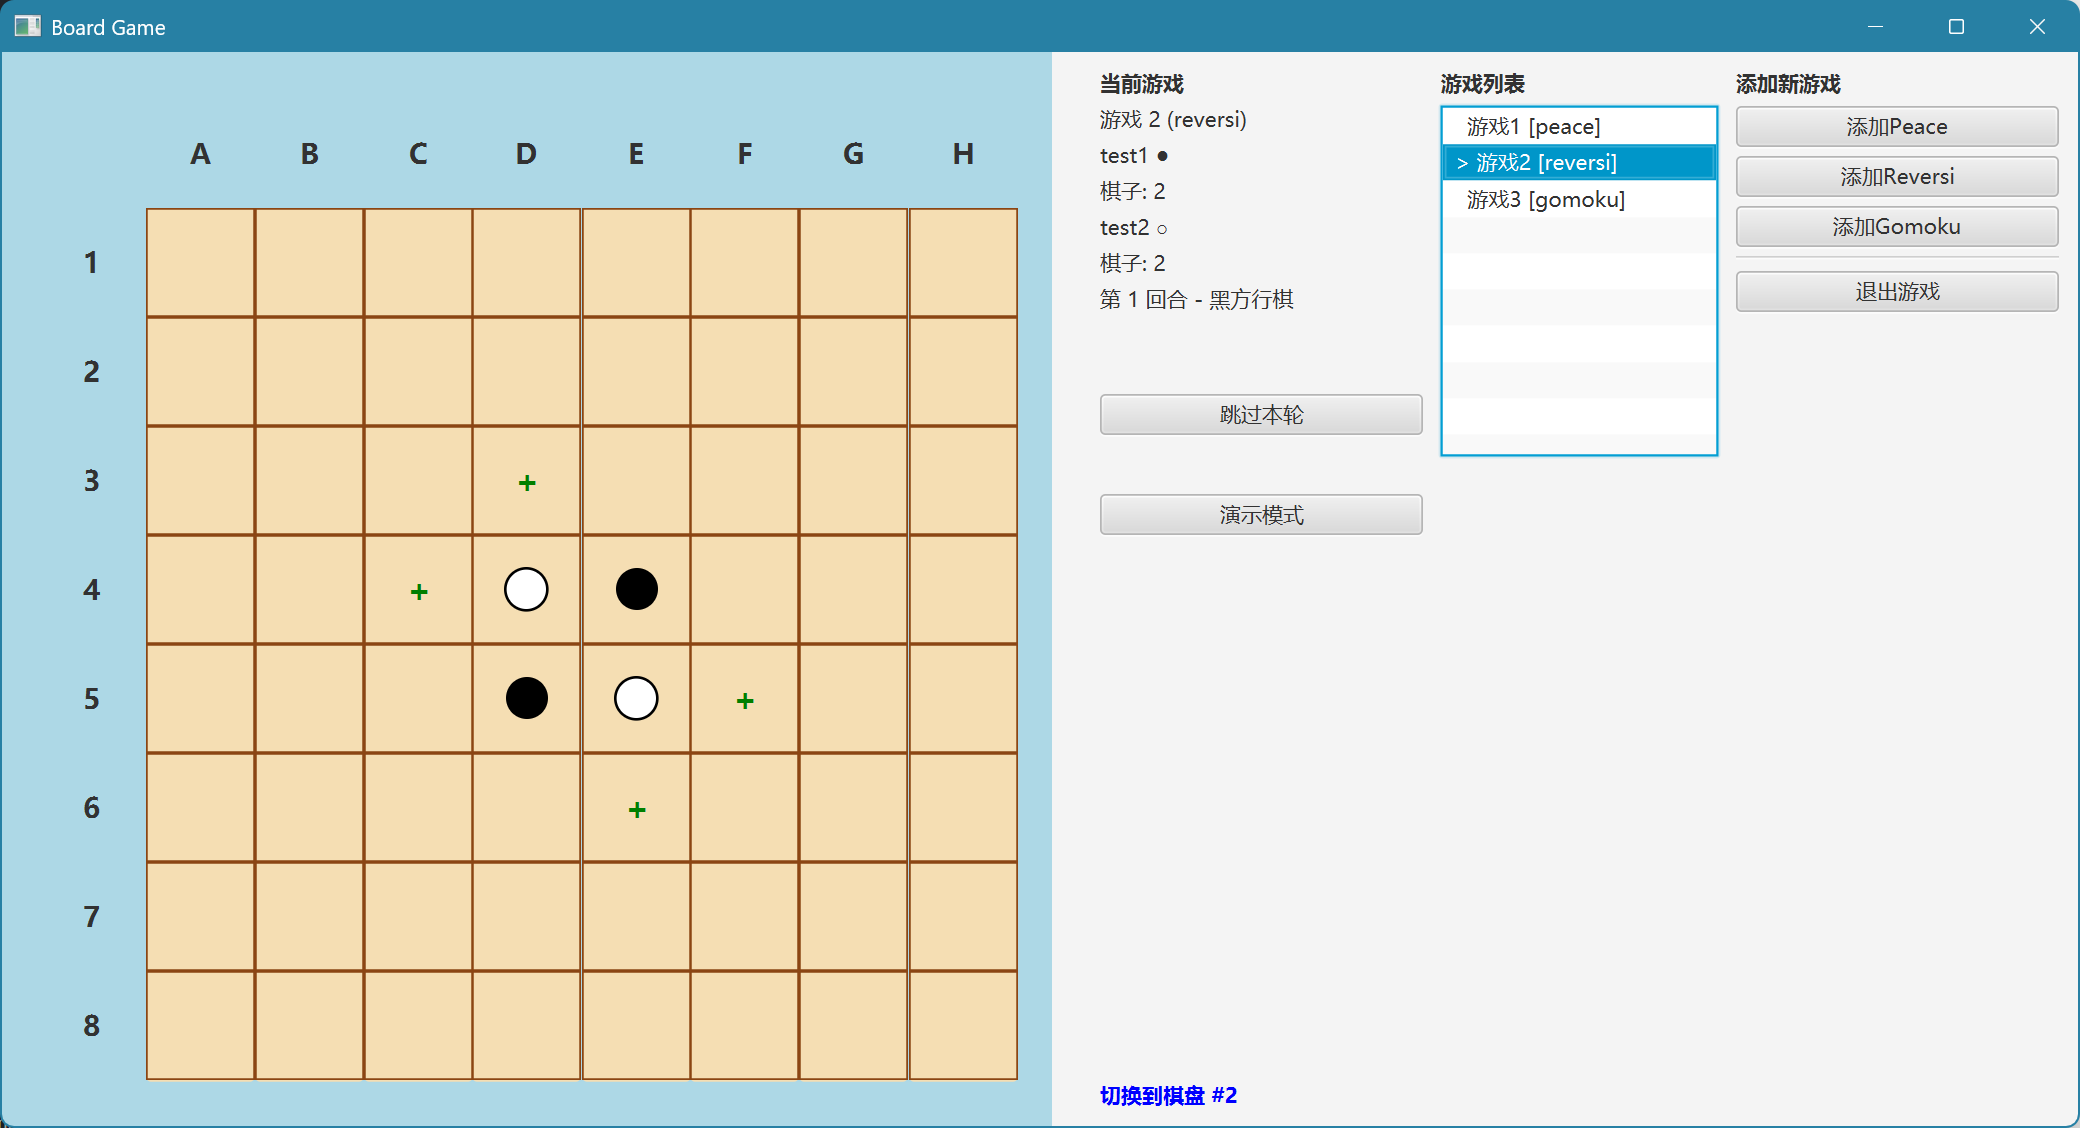 Board Game
A B C D E F G H
1
2
3
+
4
+
5
+
6
+
7
8
当前游戏
游戏 2 (reversi)
test1 ●
棋子: 2
test2 ○
棋子: 2
第 1 回合 - 黑方行棋
跳过本轮
演示模式
游戏列表
游戏1 [peace]
> 游戏2 [reversi]
游戏3 [gomoku]
添加新游戏
添加Peace
添加Reversi
添加Gomoku
退出游戏
切换到棋盘 #2